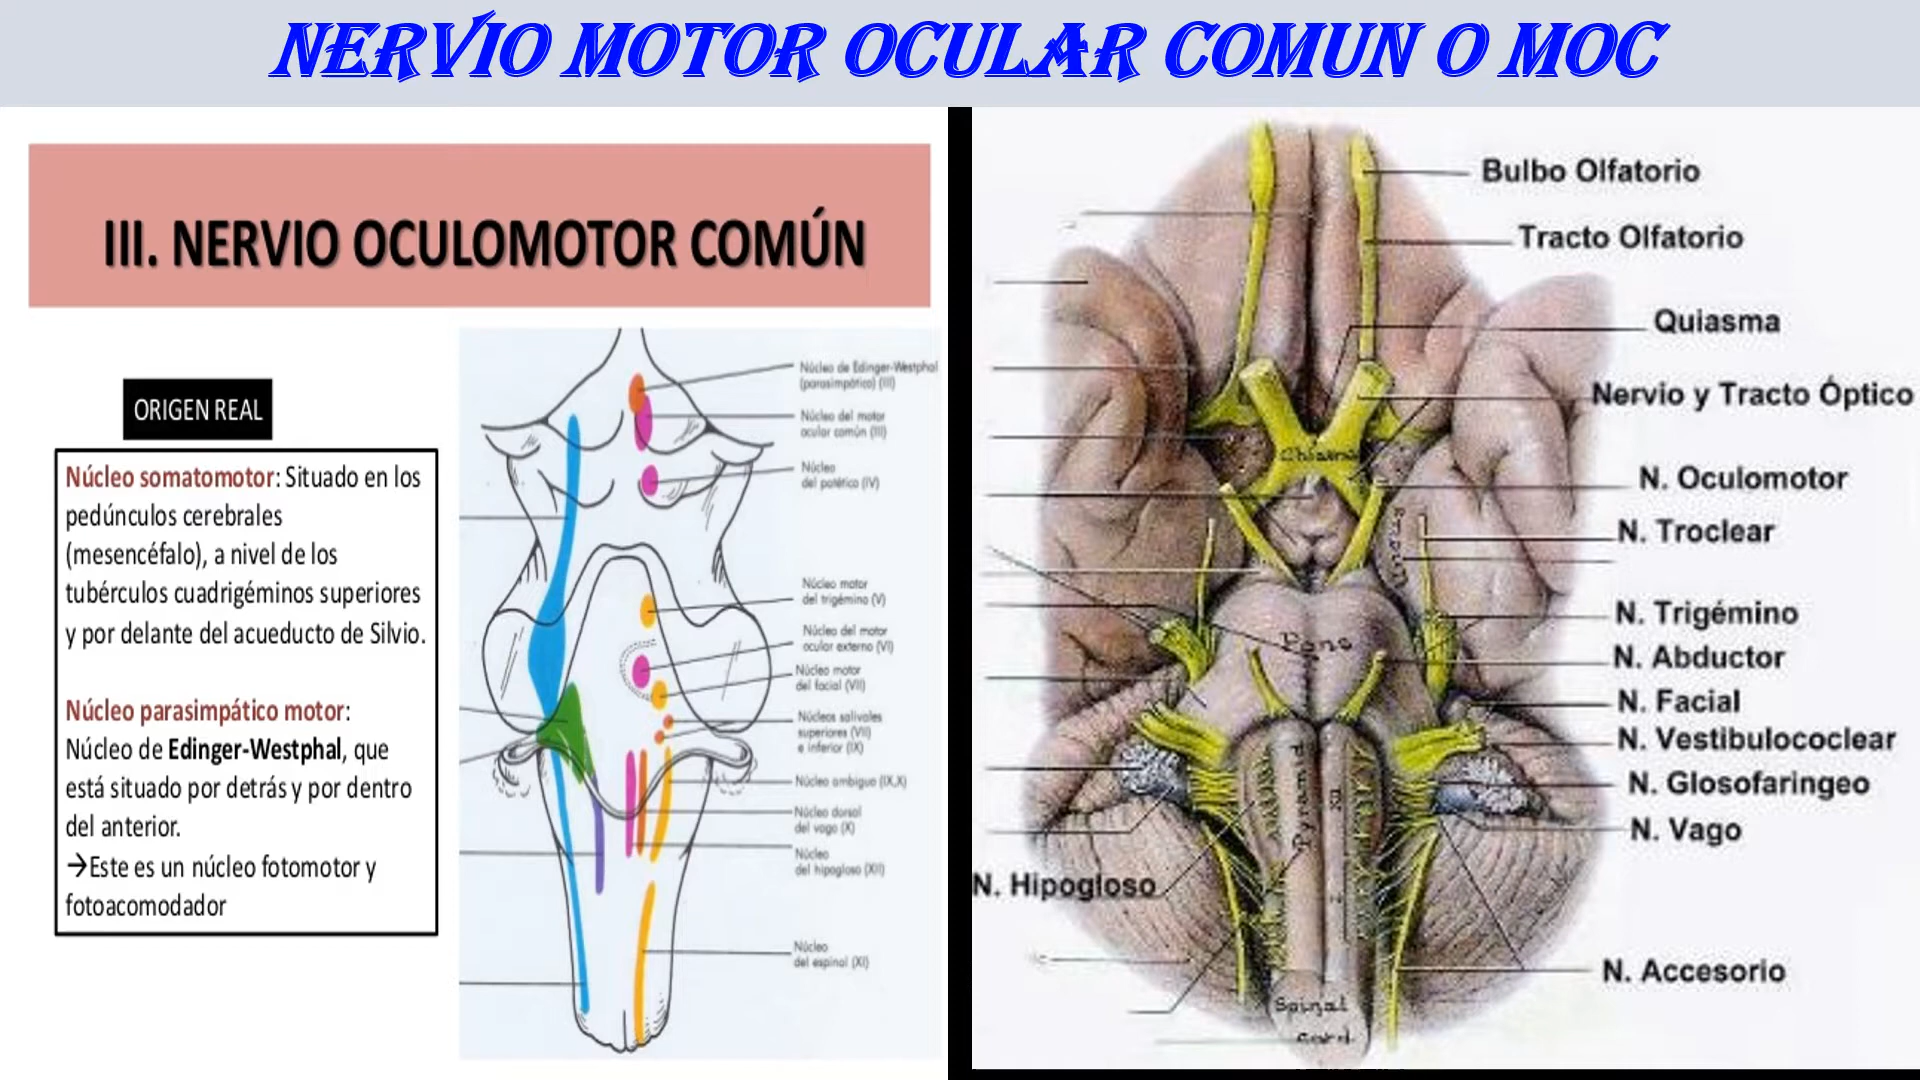 NERVIO MOTOR OCULAR COMUN O MOC
III. NERVIO OCULOMOTOR COMÚN
ORIGEN REAL
Núcleo somatomotor: Situado en los
pedúnculos cerebrales
(mesencéfalo), a nivel de los
tubérculos cuadrigéminos superiores
y por delante del acueducto de Silvio.
Núcleo parasimpático motor:
Núcleo de Edinger-Westphal, que
está situado por detrás y por dentro
del anterior.
→Este es un núcleo fotomotor y
fotoacomodador
Núcleo de Edinger-Westphal
(parasimpático) (III)
Núcleo del motor
ocular común (III)
Núcleo
del patético (IV)
Núcleo motor
del trigémino (V)
Núcleo del motor
ocular externo (VI)
Núcleo motor
del facial (VII)
Núcleos salivales
superiores (VII)
e inferior (IX)
Núcleo ambiguo (IX,X)
Núcleo dorsal
del vago (X)
Núcleo
del hipogloso (XII)
Núcleo
del espinal (XI)
Bulbo Olfatorio
Tracto Olfatorio
Quiasma
Nervio y Tracto Óptico
Chiasma
N. Oculomotor
N. Troclear
N. Trigémino
Pons
N. Abductor
N. Facial
N. Vestibulococlear
N. Glosofaringeo
N. Vago
Pyramid
N. Hipogloso
N. Accesorio
Spinal
cord